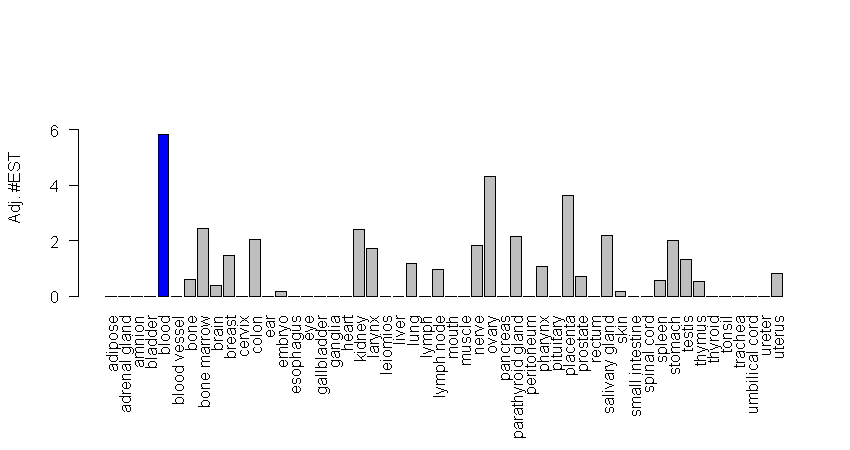 6
4
2
0
Adj. #EST
adipose
adrenal gland
amnion
bladder
blood
blood vessel
bone
bone marrow
brain
breast
cervix
colon
ear
embryo
esophagus
eye
gallbladder
ganglia
heart
kidney
larynx
leiomios
liver
lung
lymph
lymph node
mouth
muscle
nerve
ovary
pancreas
parathyroid gland
peritoneum
pharynx
pituitary
placenta
prostate
rectum
salivary gland
skin
small intestine
spinal cord
spleen
stomach
testis
thymus
thyroid
tonsil
trachea
umbilical cord
ureter
uterus